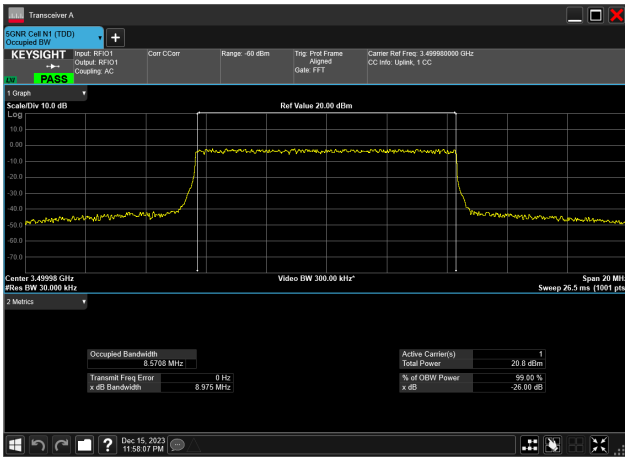 Transceiver A
5GNR Cell N1 (TDD)
Occupied BW
+
KEYSIGHT
LXI
PASS
Input: RFIO1
Output: RFIO1
Coupling: AC
Corr CCorr
Range: -60 dBm
Trig: Prot Frame
Aligned
Gate: FFT
Carrier Ref Freq: 3.499980000 GHz
CC Info: Uplink, 1 CC
1 Graph
Scale/Div 10.0 dB
Ref Value 20.00 dBm
Log
10.0
0.00
-10.0
-20.0
-30.0
-40.0
-50.0
-60.0
-70.0
Center 3.49998 GHz
Video BW 300.00 kHz*
Span 20 MHz
#Res BW 30.000 kHz
Sweep 26.5 ms (1001 pts)
2 Metrics
Occupied Bandwidth
8.5708 MHz
Transmit Freq Error 0 Hz
x dB Bandwidth 8.975 MHz
Active Carrier(s) 1
Total Power 20.8 dBm
% of OBW Power 99.00 %
x dB -26.00 dB
?
Dec 15, 2023
11:58:07 PM